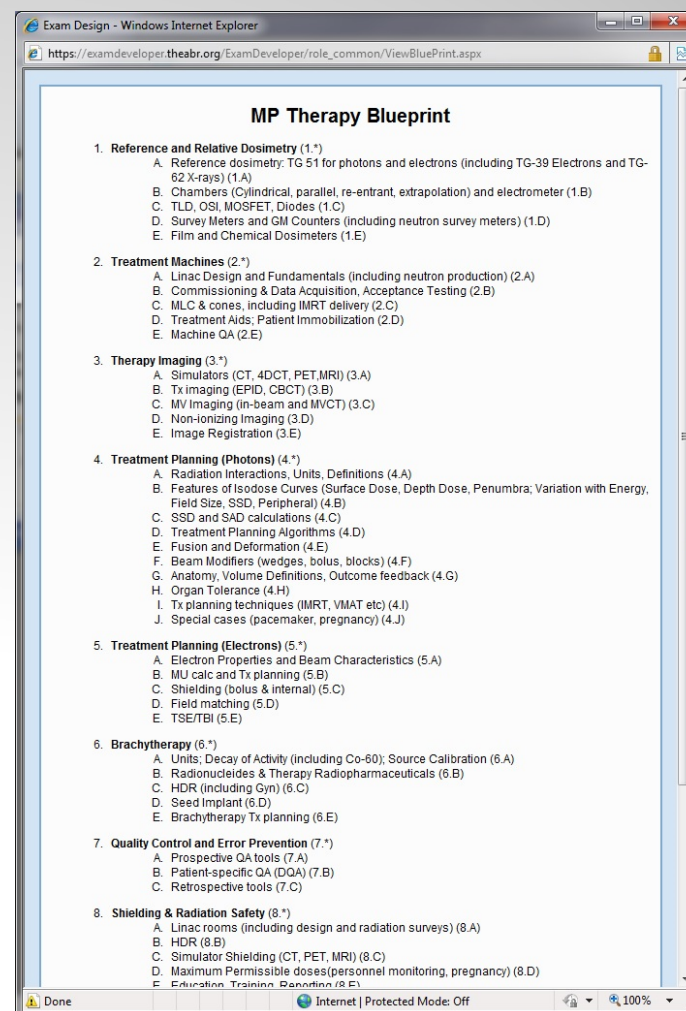 Exam Design - Windows Internet Explorer
https://examdeveloper.theabr.org/ExamDeveloper/role_common/ViewBluePrint.aspx
MP Therapy Blueprint
1. Reference and Relative Dosimetry (1.*)
A. Reference dosimetry: TG 51 for photons and electrons (including TG-39 Electrons and TG-
62 X-rays) (1.A)
B. Chambers (Cylindrical, parallel, re-entrant, extrapolation) and electrometer (1.B)
C. TLD, OSI, MOSFET, Diodes (1.C)
D. Survey Meters and GM Counters (including neutron survey meters) (1.D)
E. Film and Chemical Dosimeters (1.E)
2. Treatment Machines (2.*)
A. Linac Design and Fundamentals (including neutron production) (2.A)
B. Commissioning & Data Acquisition, Acceptance Testing (2.B)
C. MLC & cones, including IMRT delivery (2.C)
D. Treatment Aids; Patient Immobilization (2.D)
E. Machine QA (2.E)
3. Therapy Imaging (3.*)
A. Simulators (CT, 4DCT, PET,MRI) (3.A)
B. Tx imaging (EPID, CBCT) (3.B)
C. MV Imaging (in-beam and MVCT) (3.C)
D. Non-ionizing Imaging (3.D)
E. Image Registration (3.E)
4. Treatment Planning (Photons) (4.*)
A. Radiation Interactions, Units, Definitions (4.A)
B. Features of Isodose Curves (Surface Dose, Depth Dose, Penumbra; Variation with Energy,
Field Size, SSD, Peripheral) (4.B)
C. SSD and SAD calculations (4.C)
D. Treatment Planning Algorithms (4.D)
E. Fusion and Deformation (4.E)
F. Beam Modifiers (wedges, bolus, blocks) (4.F)
G. Anatomy, Volume Definitions, Outcome feedback (4.G)
H. Organ Tolerance (4.H)
I. Tx planning techniques (IMRT, VMAT etc) (4.I)
J. Special cases (pacemaker, pregnancy) (4.J)
5. Treatment Planning (Electrons) (5.*)
A. Electron Properties and Beam Characteristics (5.A)
B. MU calc and Tx planning (5.B)
C. Shielding (bolus & internal) (5.C)
D. Field matching (5.D)
E. TSE/TBI (5.E)
6. Brachytherapy (6.*)
A. Units; Decay of Activity (including Co-60); Source Calibration (6.A)
B. Radionucleides & Therapy Radiopharmaceuticals (6.B)
C. HDR (including Gyn) (6.C)
D. Seed Implant (6.D)
E. Brachytherapy Tx planning (6.E)
7. Quality Control and Error Prevention (7.*)
A. Prospective QA tools (7.A)
B. Patient-specific QA (DQA) (7.B)
C. Retrospective tools (7.C)
8. Shielding & Radiation Safety (8.*)
A. Linac rooms (including design and radiation surveys) (8.A)
B. HDR (8.B)
C. Simulator Shielding (CT, PET, MRI) (8.C)
D. Maximum Permissible doses(personnel monitoring, pregnancy) (8.D)
E. Education, Training, Reporting (8.E)
Done
Internet | Protected Mode: Off
100%